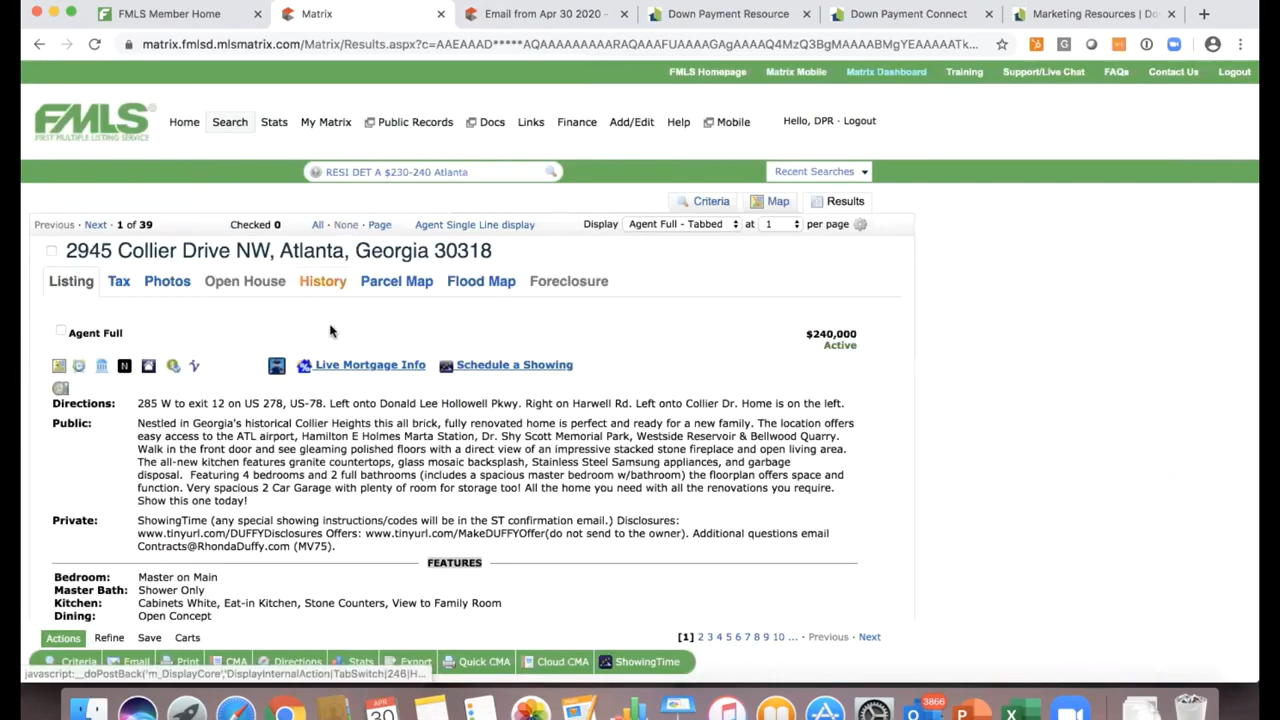 FMLS Member Home
Matrix
Email from Apr 30 2020 -
Down Payment Resource
Down Payment Connect
Marketing Resources | Do
matrix.fmlsd.mlsmatrix.com/Matrix/Results.aspx?c=AAEAAAD*****AQAAAAAAAAARAQAAAFUAAAAGAgAAAAQ4MzQ3BgMAAAABMgYEAAAAATk...
FMLS Homepage Matrix Mobile Matrix Dashboard Training Support/Live Chat FAQs Contact Us Logout
FMLS
FIRST MULTIPLE LISTING SERVICE
Home Search Stats My Matrix Public Records Docs Links Finance Add/Edit Help Mobile Hello, DPR · Logout
RESI DET A $230-240 Atlanta
Recent Searches
Criteria Map Results
Previous · Next · 1 of 39 Checked 0 All · None · Page Agent Single Line display Display Agent Full - Tabbed at 1 per page
2945 Collier Drive NW, Atlanta, Georgia 30318
Listing Tax Photos Open House History Parcel Map Flood Map Foreclosure
Agent Full
$240,000
Active
Live Mortgage Info Schedule a Showing
Directions: 285 W to exit 12 on US 278, US-78. Left onto Donald Lee Hollowell Pkwy. Right on Harwell Rd. Left onto Collier Dr. Home is on the left.
Public: Nestled in Georgia's historical Collier Heights this all brick, fully renovated home is perfect and ready for a new family. The location offers
easy access to the ATL airport, Hamilton E Holmes Marta Station, Dr. Shy Scott Memorial Park, Westside Reservoir & Bellwood Quarry.
Walk in the front door and see gleaming polished floors with a direct view of an impressive stacked stone fireplace and open living area.
The all-new kitchen features granite countertops, glass mosaic backsplash, Stainless Steel Samsung appliances, and garbage
disposal. Featuring 4 bedrooms and 2 full bathrooms (includes a spacious master bedroom w/bathroom) the floorplan offers space and
function. Very spacious 2 Car Garage with plenty of room for storage too! All the home you need with all the renovations you require.
Show this one today!
Private: ShowingTime (any special showing instructions/codes will be in the ST confirmation email.) Disclosures:
www.tinyurl.com/DUFFYDisclosures Offers: www.tinyurl.com/MakeDUFFYOffer(do not send to the owner). Additional questions email
Contracts@RhondaDuffy.com (MV75).
FEATURES
Bedroom: Master on Main
Master Bath: Shower Only
Kitchen: Cabinets White, Eat-in Kitchen, Stone Counters, View to Family Room
Dining: Open Concept
Actions Refine Save Carts
[1] 2 3 4 5 6 7 8 9 10 ... Previous · Next
Criteria Email Print CMA Directions Stats Export Quick CMA Cloud CMA ShowingTime
javascript:__doPostBack('m_DisplayCore','DisplayInternalAction|TabSwitch|246|H...
APR
30
3866